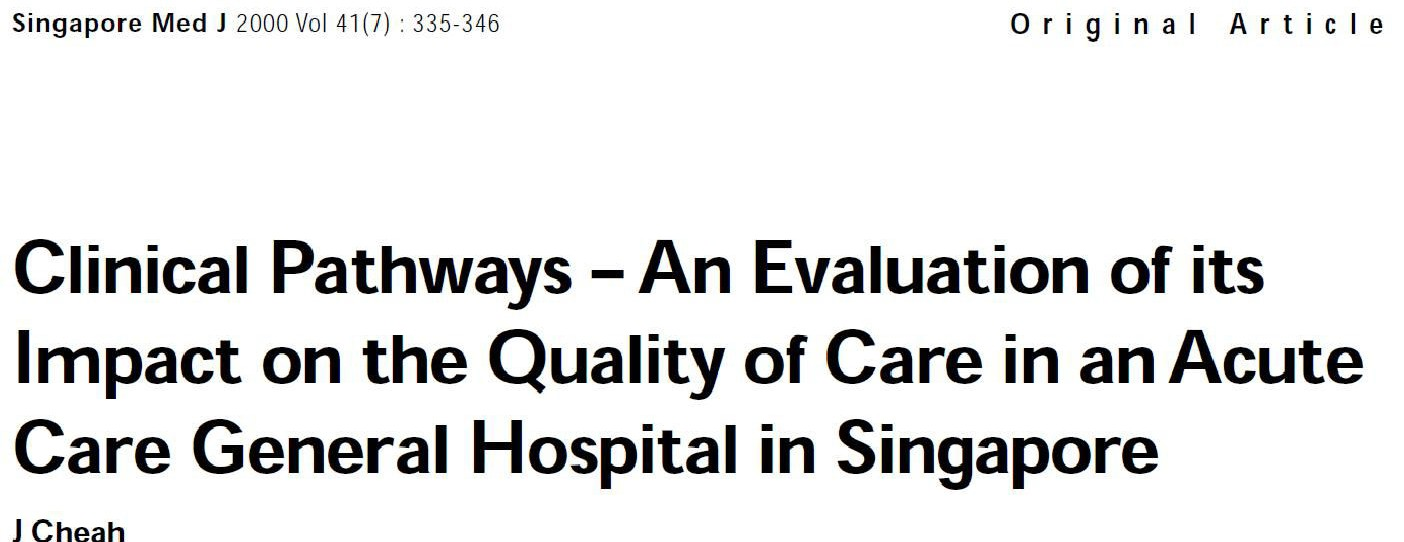 Singapore Med J 2000 Vol 41(7) : 335-346
Original Article
Clinical Pathways – An Evaluation of its
Impact on the Quality of Care in an Acute
Care General Hospital in Singapore
J Cheah